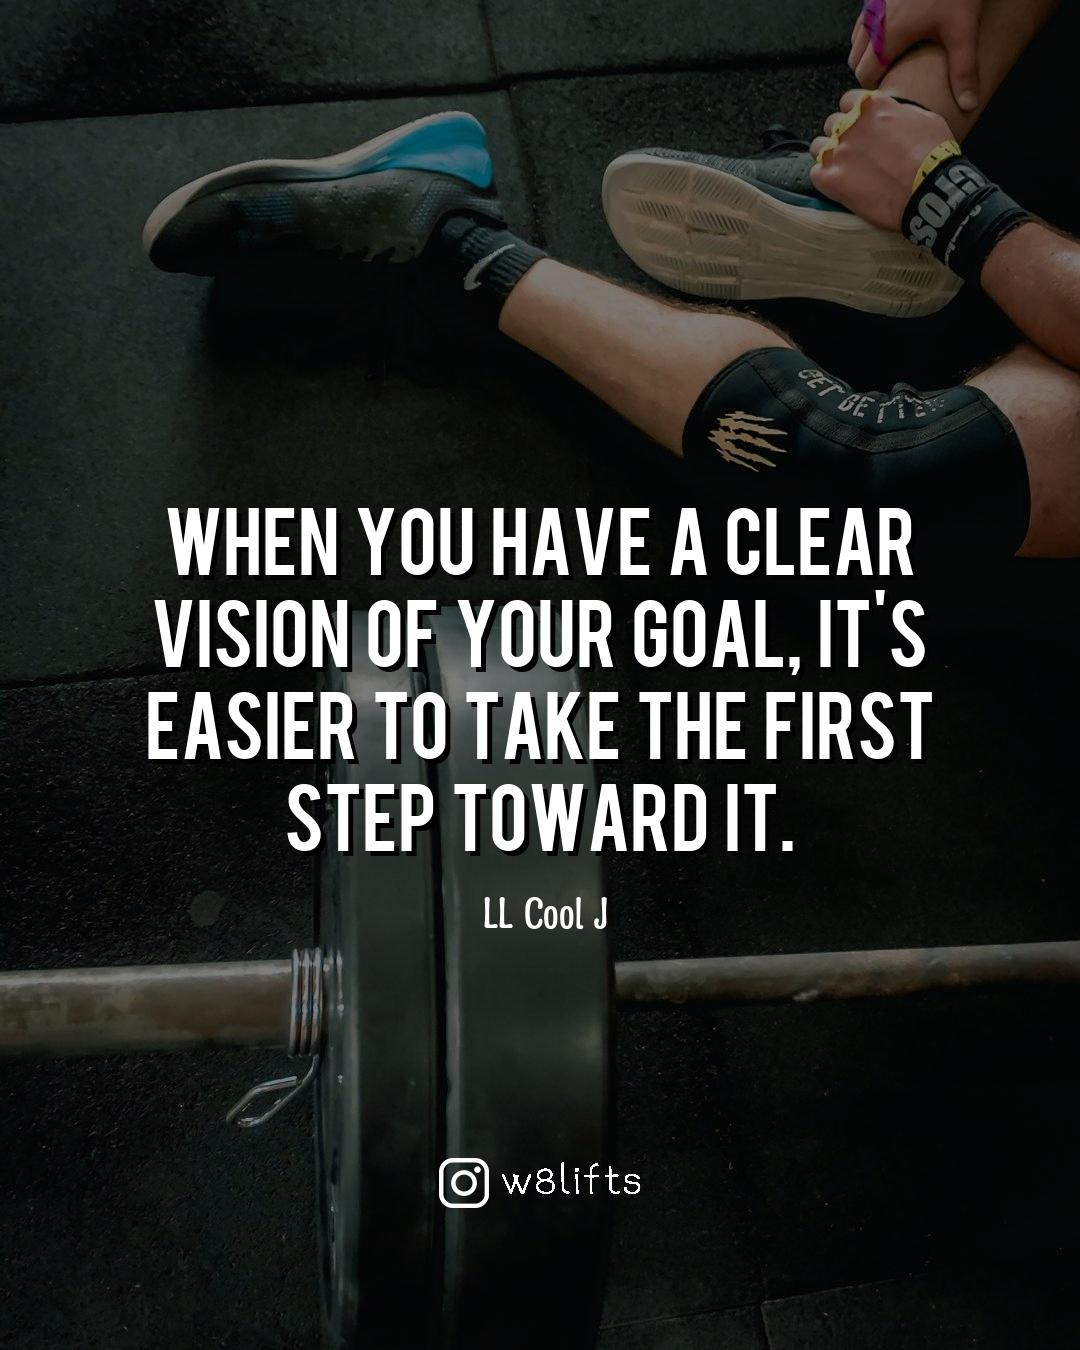 GET BETTER
WHEN YOU HAVE A CLEAR
VISION OF YOUR GOAL, IT'S
EASIER TO TAKE THE FIRST
STEP TOWARD IT.
LL Cool J
w8lifts